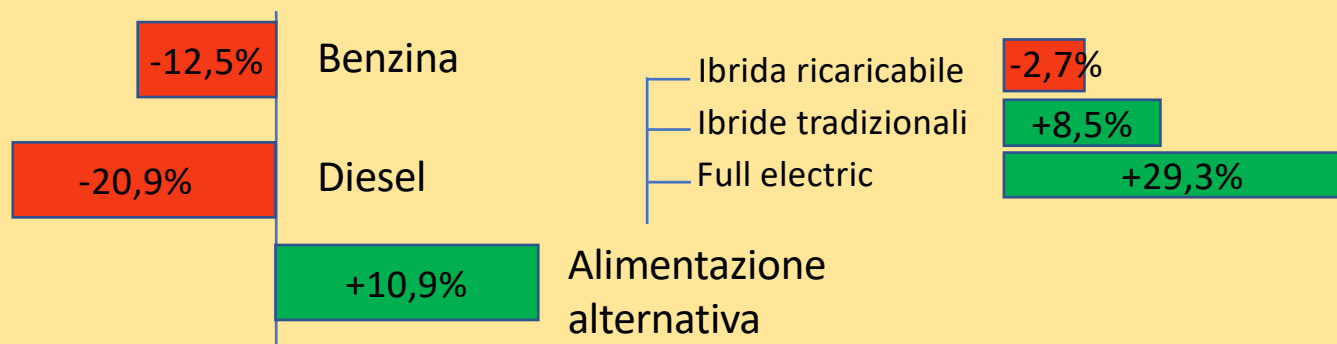 -12,5% Benzina
-20,9% Diesel
+10,9% Alimentazione
alternativa
Ibrida ricaricabile -2,7%
Ibride tradizionali +8,5%
Full electric +29,3%